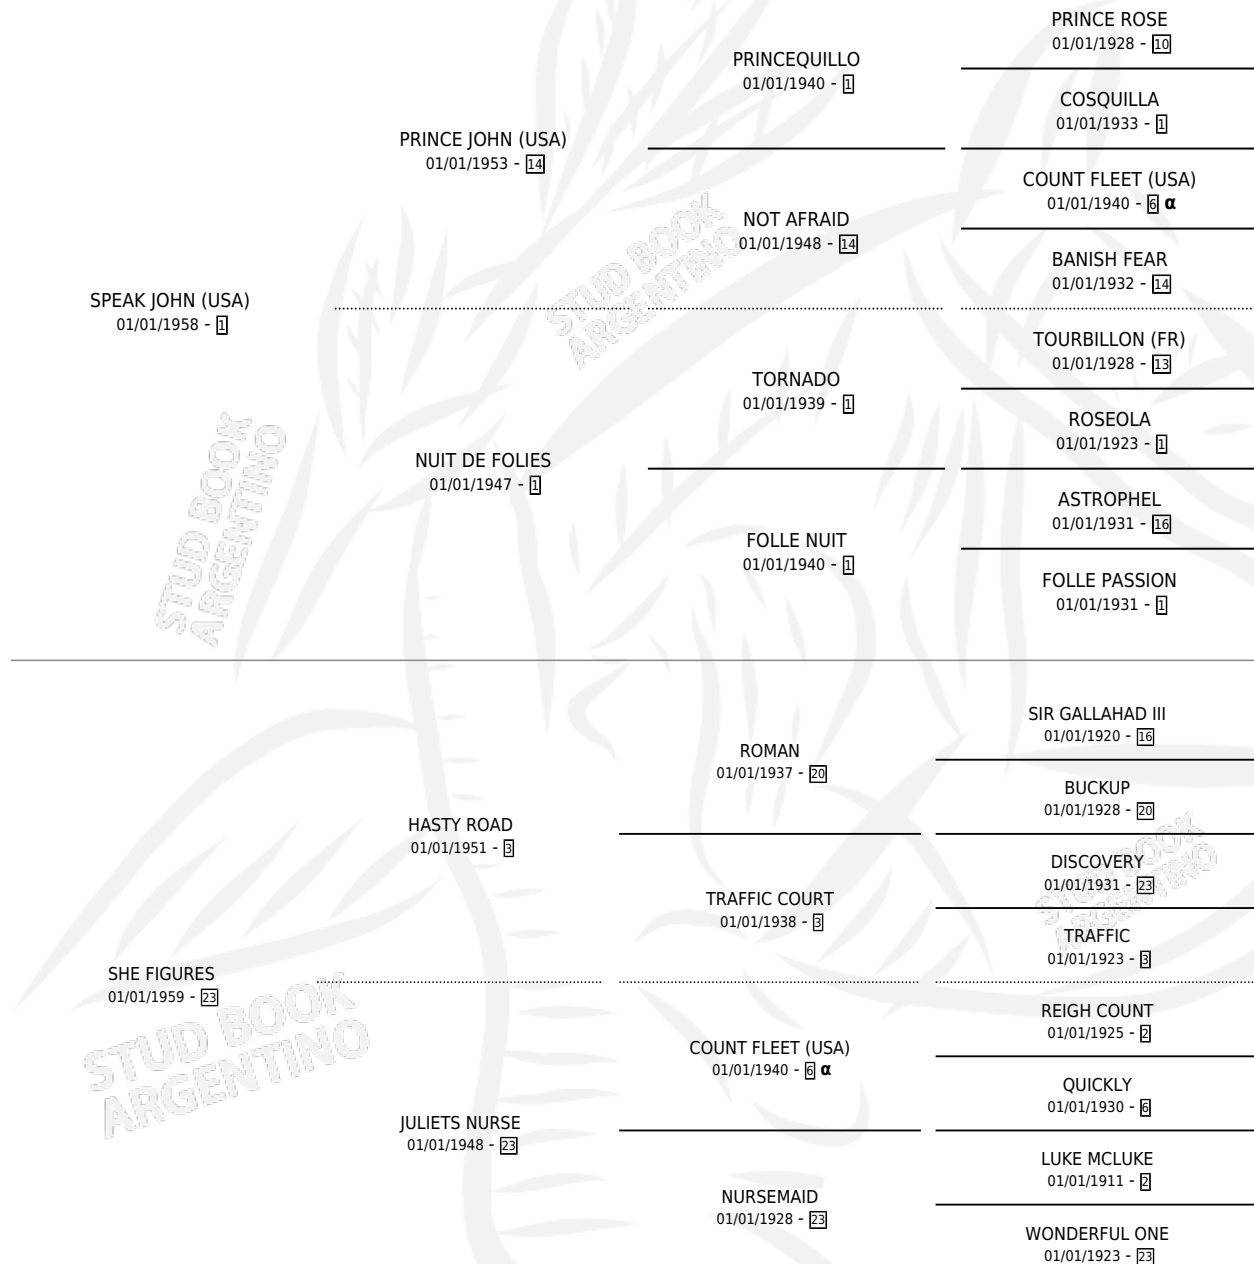 PRINCE ROSE
01/01/1928 - 10
PRINCEQUILLO
01/01/1940 - 1
COSQUILLA
01/01/1933 - 1
PRINCE JOHN (USA)
01/01/1953 - 14
COUNT FLEET (USA)
01/01/1940 - 6 α
NOT AFRAID
01/01/1948 - 14
BANISH FEAR
01/01/1932 - 14
SPEAK JOHN (USA)
01/01/1958 - 1
STUD BOOK
ARGENTINO
TOURBILLON (FR)
01/01/1928 - 13
TORNADO
01/01/1939 - 1
ROSEOLA
01/01/1923 - 1
NUIT DE FOLIES
01/01/1947 - 1
STUD BOOK
ARGENTINO
ASTROPHEL
01/01/1931 - 16
FOLLE NUIT
01/01/1940 - 1
FOLLE PASSION
01/01/1931 - 1
SIR GALLAHAD III
01/01/1920 - 16
ROMAN
01/01/1937 - 20
BUCKUP
01/01/1928 - 20
HASTY ROAD
01/01/1951 - 3
DISCOVERY
01/01/1931 - 23
STUD BOOK
ARGENTINO
TRAFFIC COURT
01/01/1938 - 3
TRAFFIC
01/01/1923 - 3
SHE FIGURES
01/01/1959 - 23
STUD BOOK
ARGENTINO
REIGH COUNT
01/01/1925 - 2
COUNT FLEET (USA)
01/01/1940 - 6 α
QUICKLY
01/01/1930 - 6
JULIETS NURSE
01/01/1948 - 23
LUKE MCLUKE
01/01/1911 - 2
NURSEMAID
01/01/1928 - 23
WONDERFUL ONE
01/01/1923 - 23